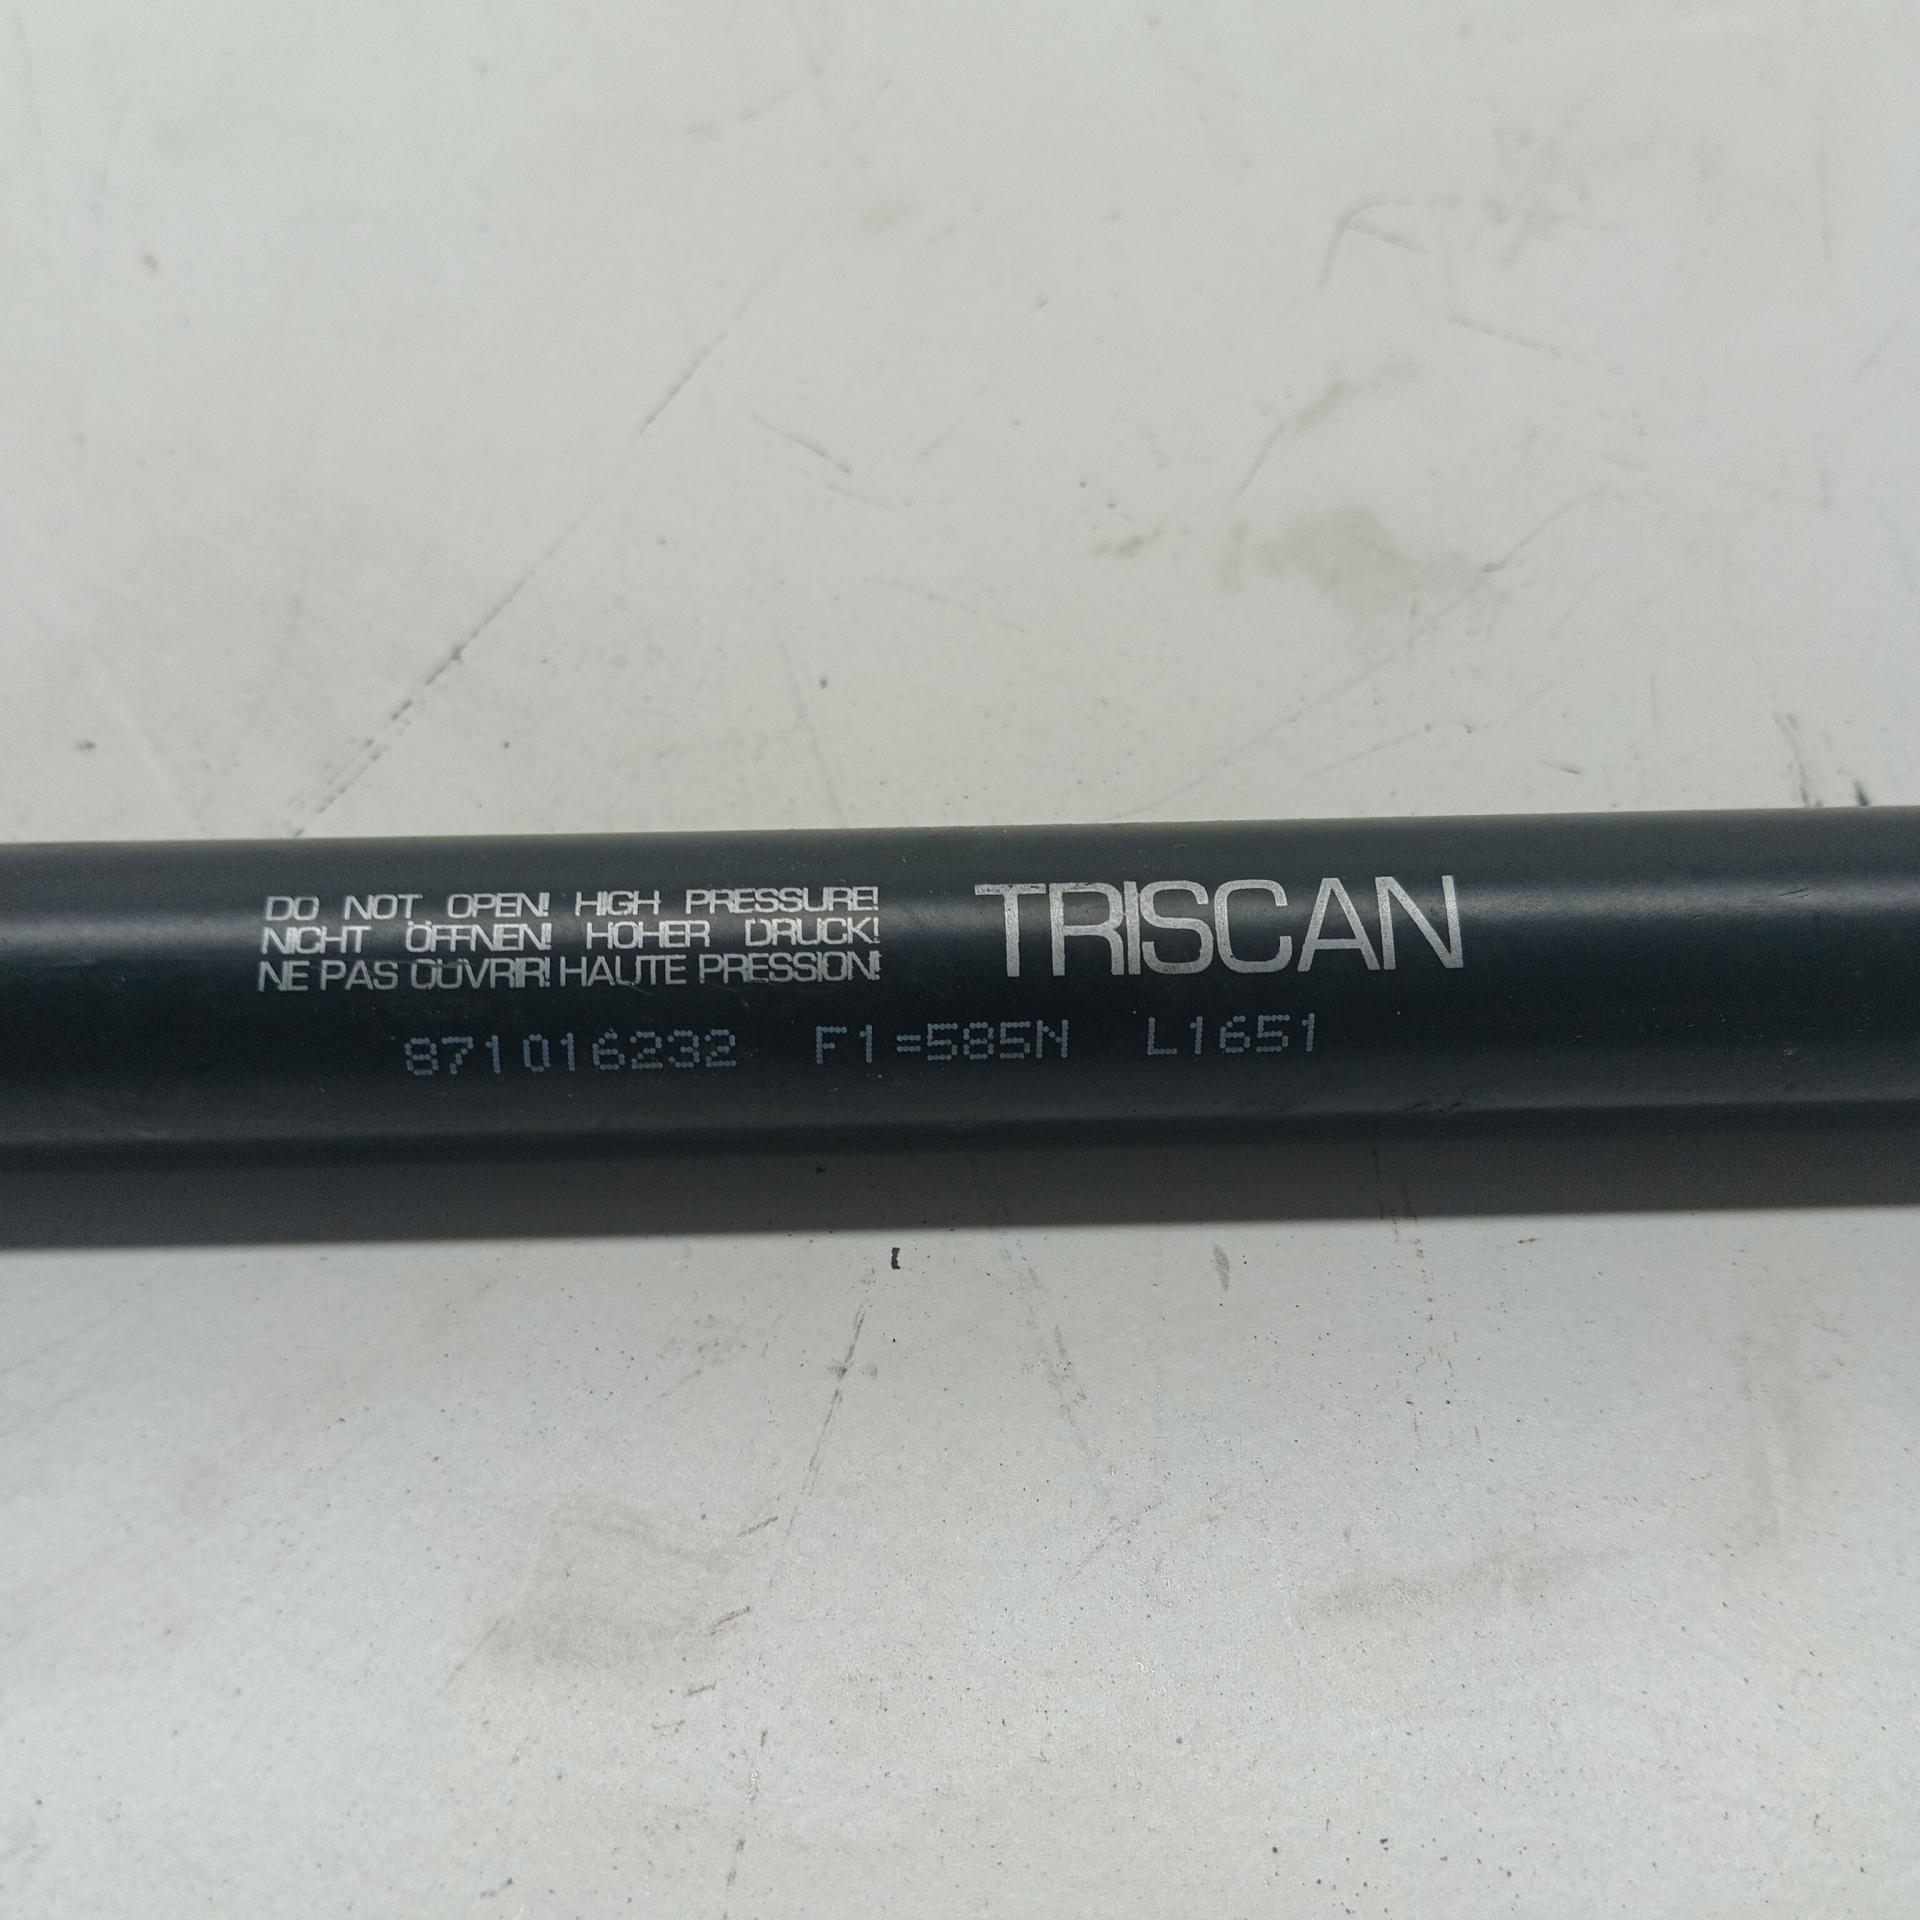 DO NOT OPEN! HIGH PRESSURE!
NICHT ÖFFNEN! HOHER DRUCK!
NE PAS OUVRIR! HAUTE PRESSION!
TRISCAN
871016232 F1=585N L1651